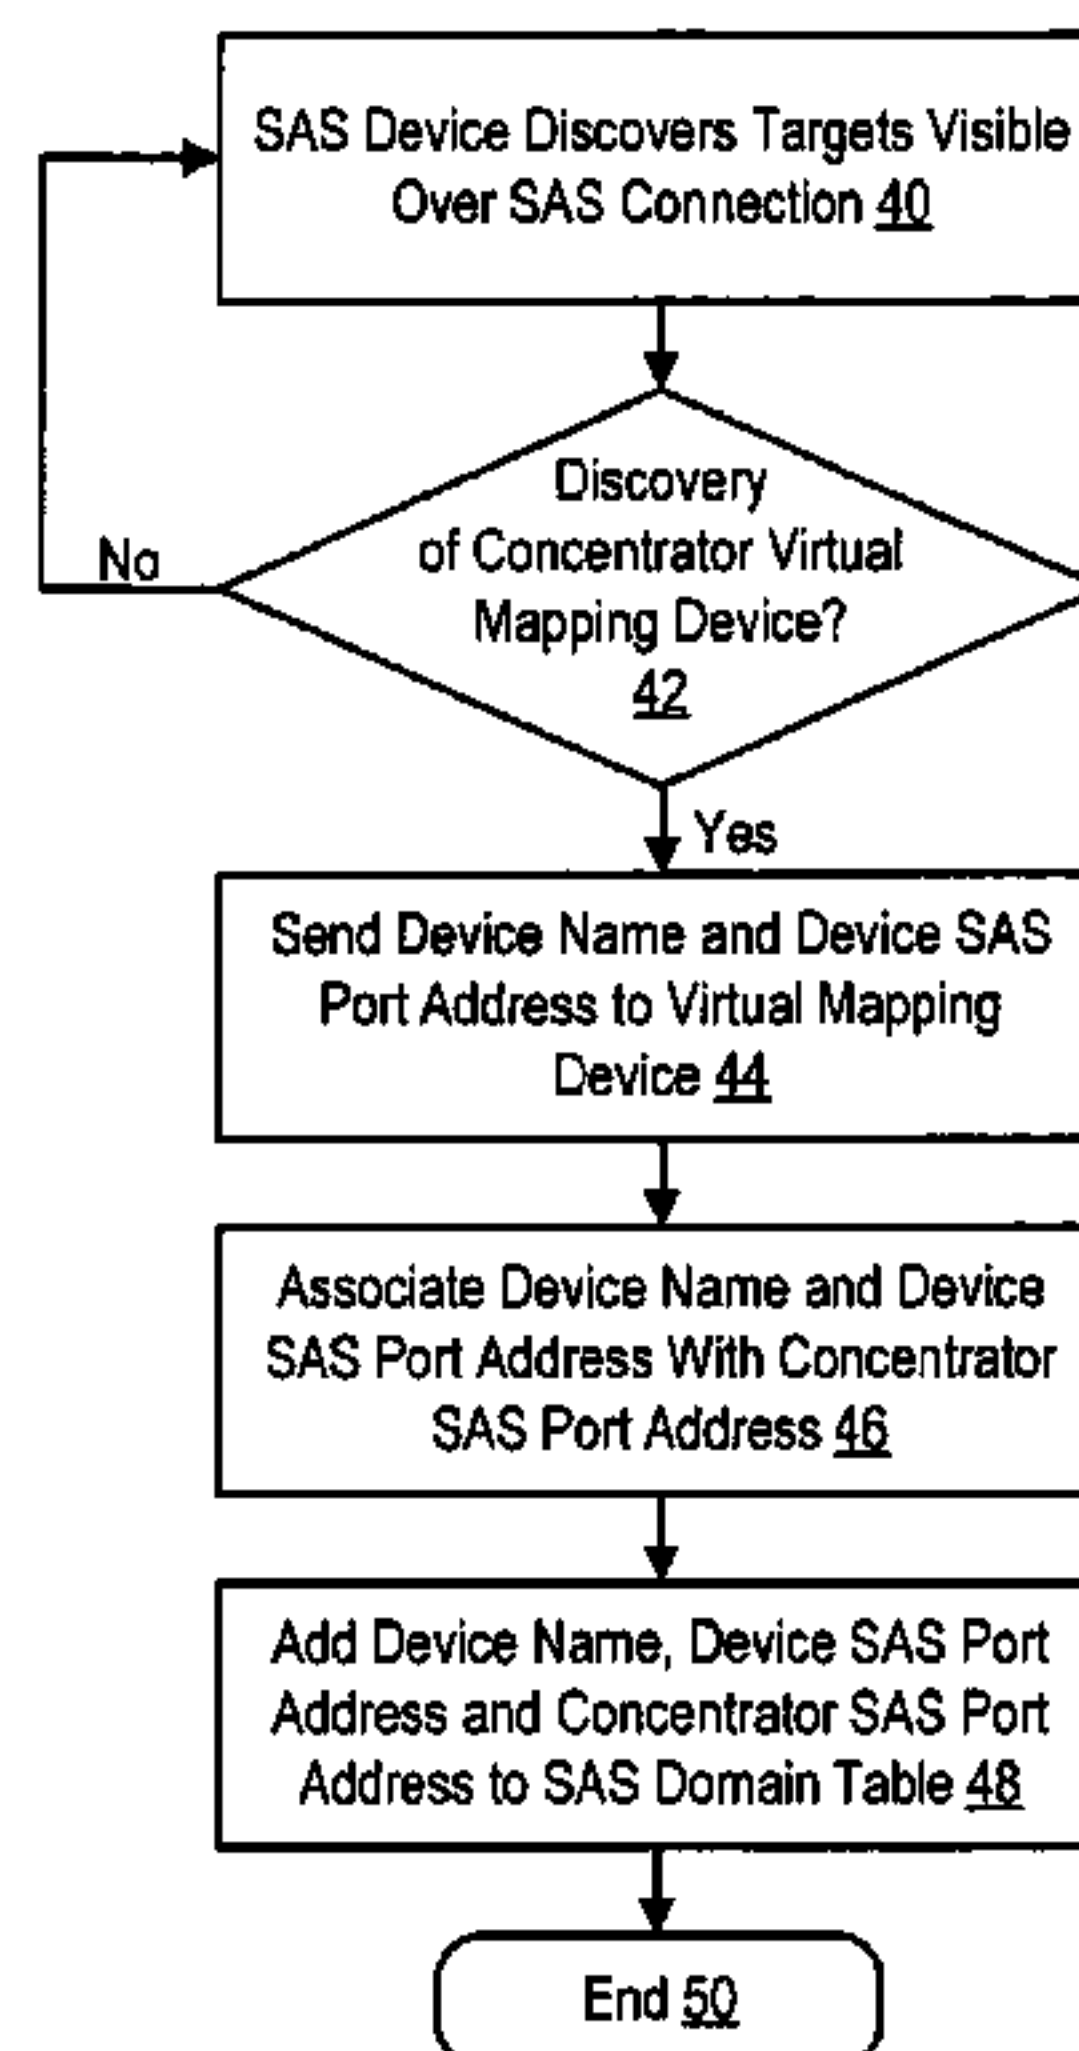 SAS Device Discovers Targets Visible
Over SAS Connection 40
Discovery
of Concentrator Virtual
Mapping Device?
42
No
Yes
Send Device Name and Device SAS
Port Address to Virtual Mapping
Device 44
Associate Device Name and Device
SAS Port Address With Concentrator
SAS Port Address 46
Add Device Name, Device SAS Port
Address and Concentrator SAS Port
Address to SAS Domain Table 48
End 50